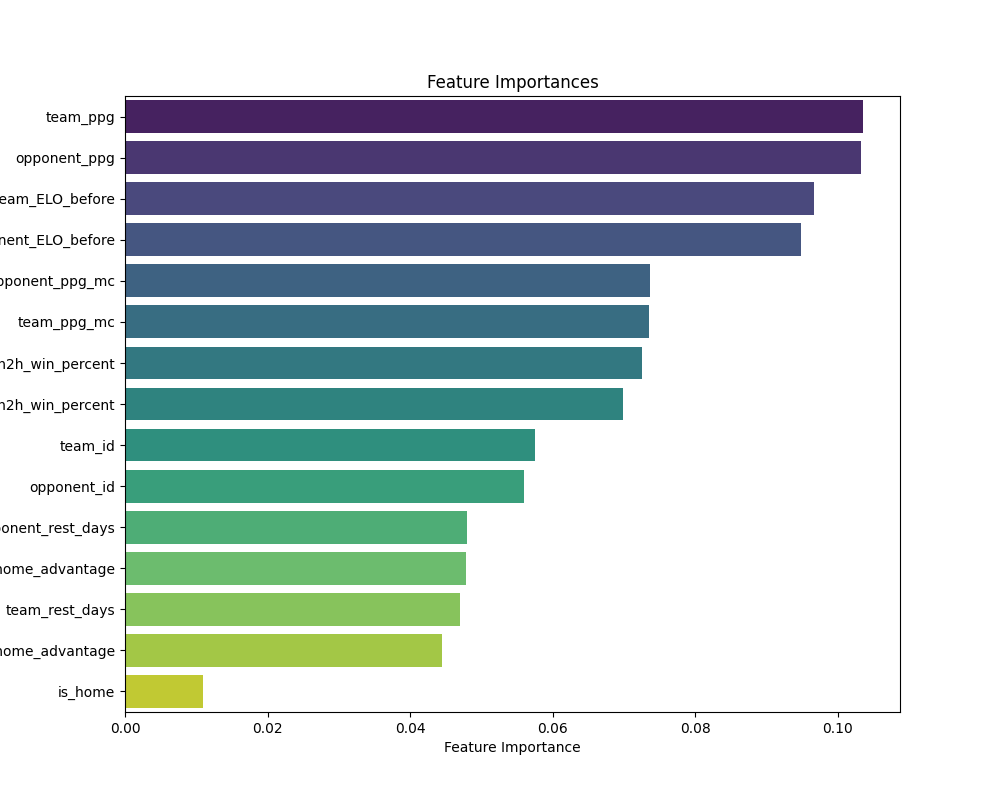 Feature Importances
team_ppg
opponent_ppg
eam_ELO_before
nent_ELO_before
pponent_ppg_mc
team_ppg_mc
h2h_win_percent
h2h_win_percent
team_id
opponent_id
onent_rest_days
home_advantage
team_rest_days
home_advantage
is_home
0.00 0.02 0.04 0.06 0.08 0.10
Feature Importance